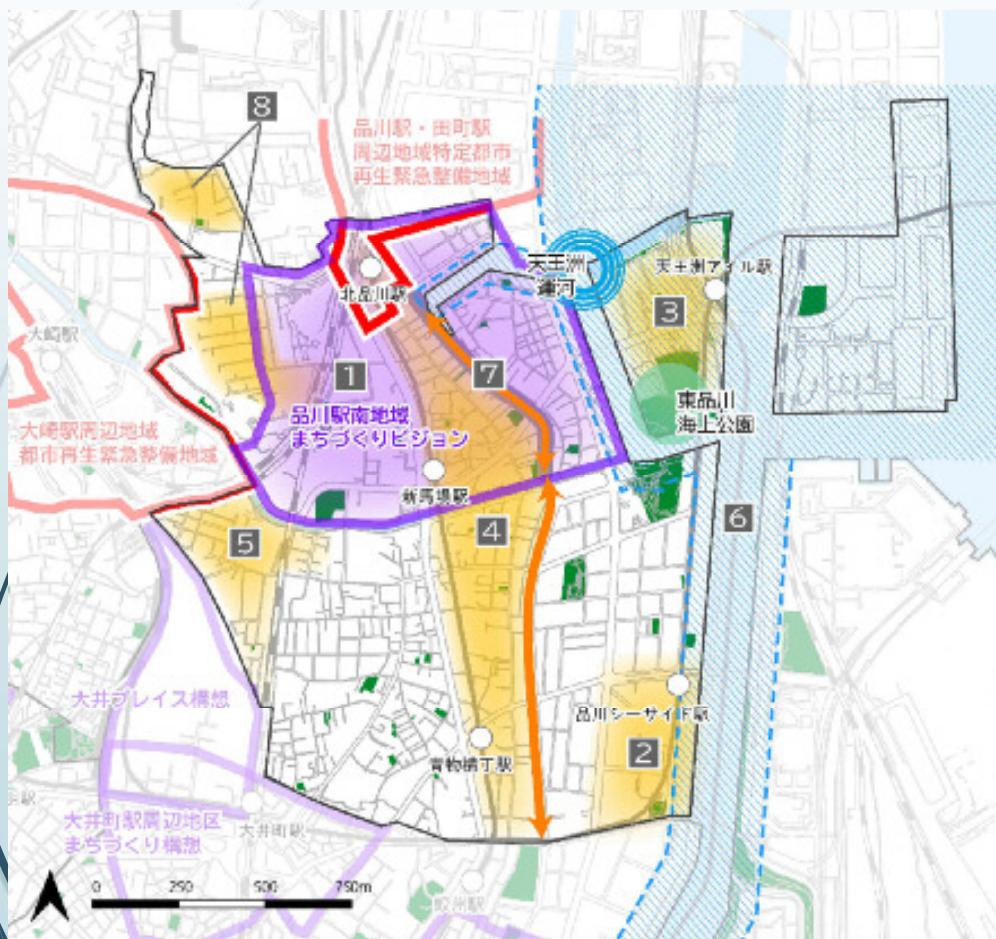 8
品川駅・田町駅
周辺地域特定都市
再生緊急整備地域
天王洲
運河
天王洲アイル駅
北品川駅
3
大崎駅
1
7
東品川
海上公園
品川駅南地域
まちづくりビジョン
大崎駅周辺地域
都市再生緊急整備地域
新馬場駅
4
6
5
大井プレイス構想
品川シーサイド駅
2
青物横丁駅
大井町駅周辺地区
まちづくり構想
大井町駅
0
250
500
750m
鮫洲駅